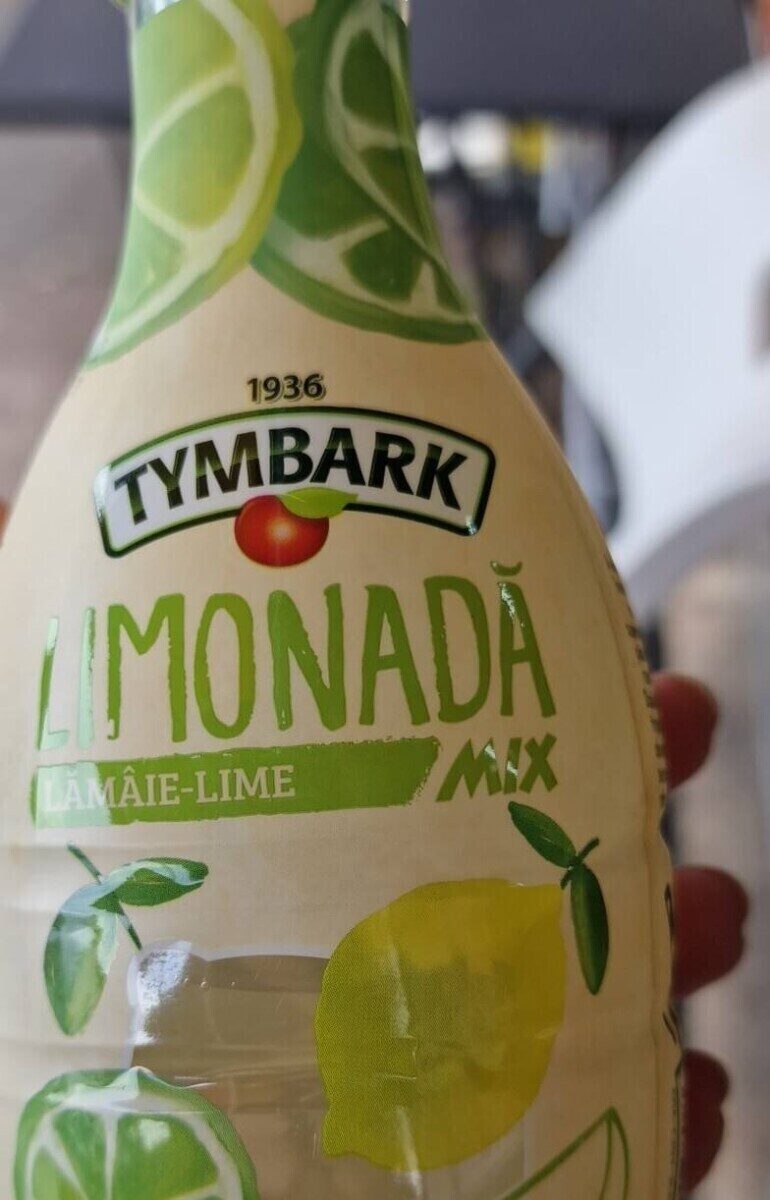 1936
TYMBARK
LIMONADĂ
LĂMÂIE-LIME
MIX